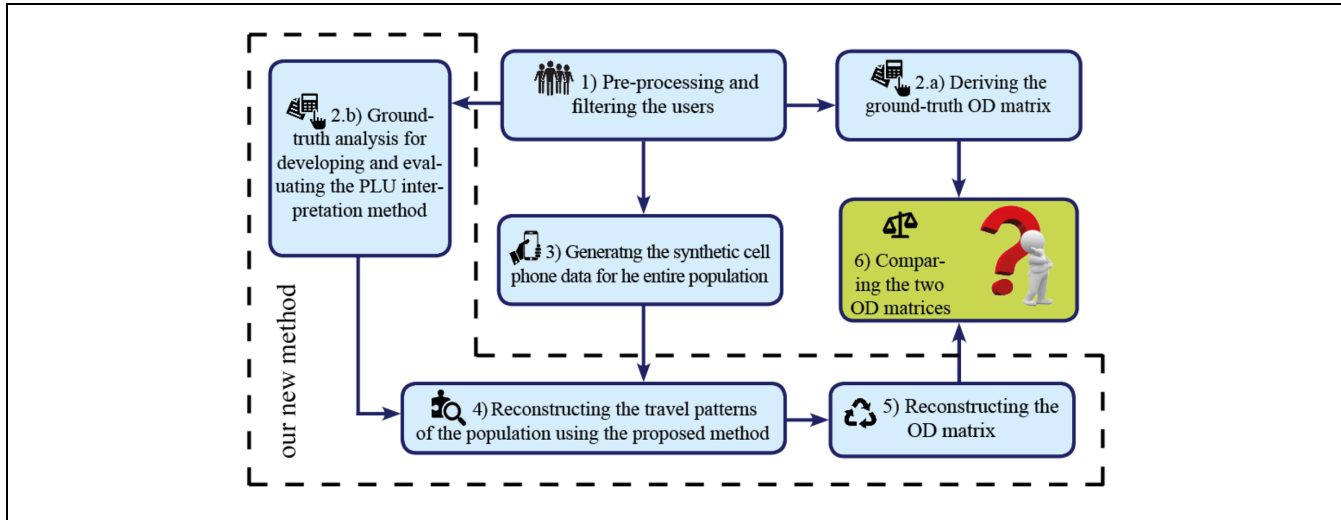 1) Pre-processing and
filtering the users
2.a) Deriving the
ground-truth OD matrix
2.b) Ground-
truth analysis for
developing and eval-
uating the PLU inter-
pretation method
3) Generatng the synthetic cell
phone data for he entire population
6) Compar-
ing the two
OD matrices
our new method
4) Reconstructing the travel patterns
of the population using the proposed method
5) Reconstructing the
OD matrix